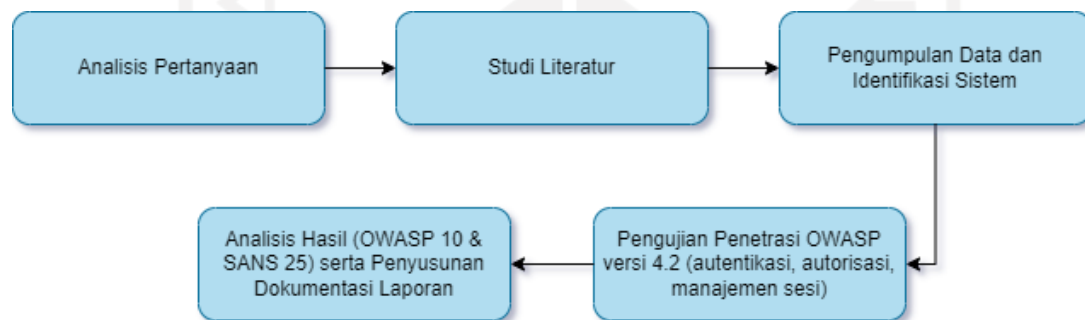 Analisis Pertanyaan
Studi Literatur
Pengumpulan Data dan
Identifikasi Sistem
Pengujian Penetrasi OWASP
versi 4.2 (autentikasi, autorisasi,
manajemen sesi)
Analisis Hasil (OWASP 10 &
SANS 25) serta Penyusunan
Dokumentasi Laporan